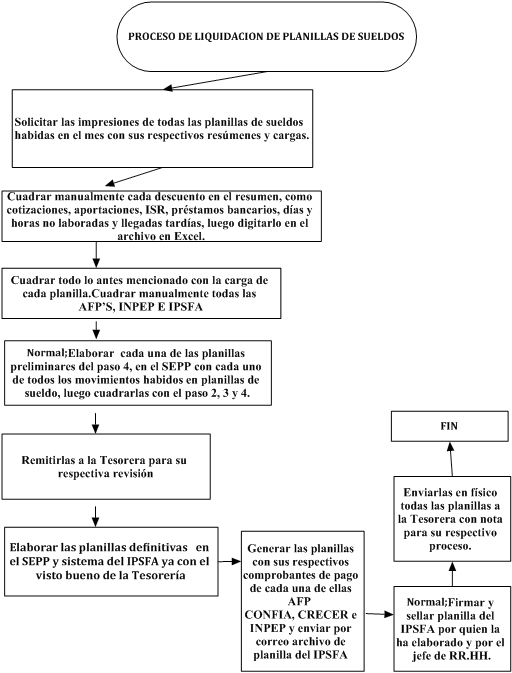 PROCESO DE LIQUIDACION DE PLANILLAS DE SUELDOS
Solicitar las impresiones de todas las planillas de sueldos
habidas en el mes con sus respectivos resúmenes y cargas.
Cuadrar manualmente cada descuento en el resumen, como
cotizaciones, aportaciones, ISR, préstamos bancarios, días y
horas no laboradas y llegadas tardías, luego digitarlo en el
archivo en Excel.
Cuadrar todo lo antes mencionado con la carga de
cada planilla.Cuadrar manualmente todas las
AFP'S, INPEP E IPSFA
Normal;Elaborar cada una de las planillas
preliminares del paso 4, en el SEPP con cada uno
de todos los movimientos habidos en planillas de
sueldo, luego cuadrarlas con el paso 2, 3 y 4.
Remitirlas a la Tesorera para su
respectiva revisión
Elaborar las planillas definitivas en
el SEPP y sistema del IPSFA ya con el
visto bueno de la Tesorería
Generar las planillas
con sus respectivos
comprobantes de pago
de cada una de ellas
AFP
CONFIA, CRECER e
INPEP y enviar por
correo archivo de
planilla del IPSFA
Normal;Firmar y
sellar planilla del
IPSFA por quien la
ha elaborado y por el
jefe de RR.HH.
Enviarlas en físico
todas las planillas a
la Tesorera con nota
para su respectivo
proceso.
FIN